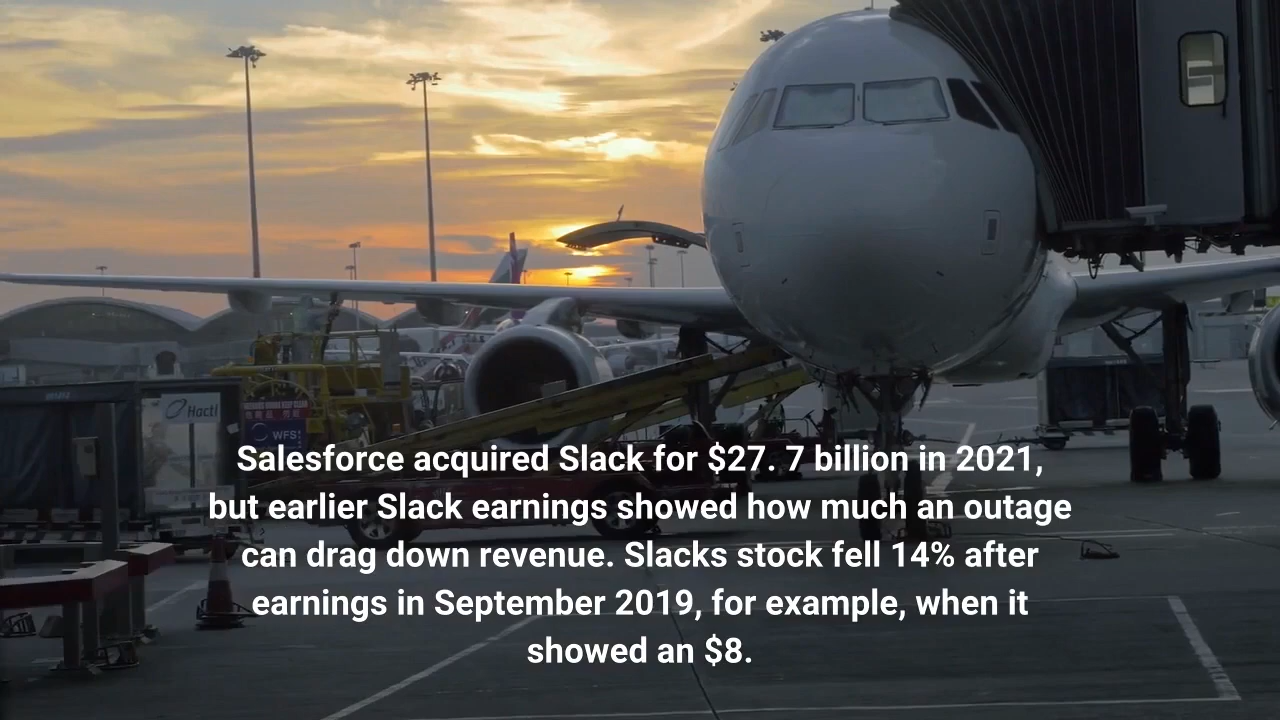 Hactl
WFS
Salesforce acquired Slack for $27. 7 billion in 2021,
but earlier Slack earnings showed how much an outage
can drag down revenue. Slacks stock fell 14% after
earnings in September 2019, for example, when it
showed an $8.